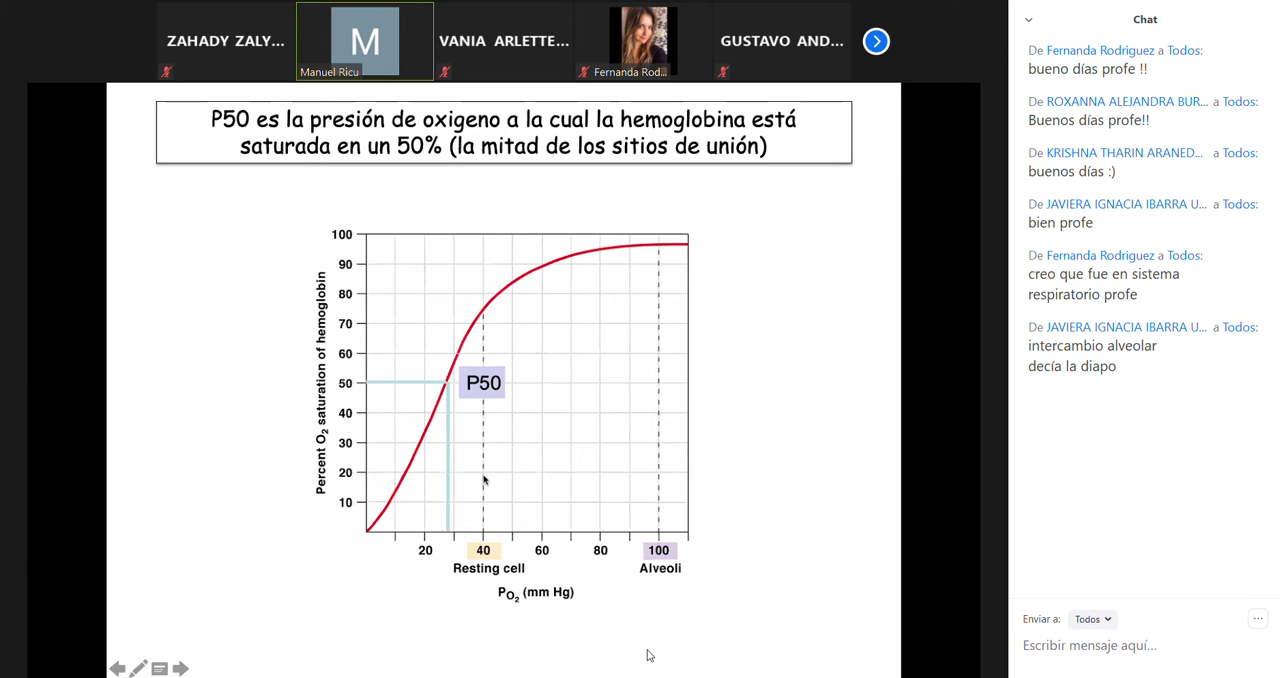 ZAHADY ZALY...
M
Manuel Ricu
VANIA ARLETTE...
Fernanda Rod...
GUSTAVO AND...
P50 es la presión de oxigeno a la cual la hemoglobina está
saturada en un 50% (la mitad de los sitios de unión)
Percent O2 saturation of hemoglobin
100
90
80
70
60
50
40
30
20
10
P50
20
40
60
80
100
Resting cell
Alveoli
PO2 (mm Hg)
Chat
De Fernanda Rodriguez a Todos:
bueno días profe !!
De ROXANNA ALEJANDRA BUR... a Todos:
Buenos días profe!!
De KRISHNA THARIN ARANED... a Todos:
buenos días :)
De JAVIERA IGNACIA IBARRA U... a Todos:
bien profe
De Fernanda Rodriguez a Todos:
creo que fue en sistema
respiratorio profe
De JAVIERA IGNACIA IBARRA U... a Todos:
intercambio alveolar
decía la diapo
Enviar a: Todos
Escribir mensaje aquí...